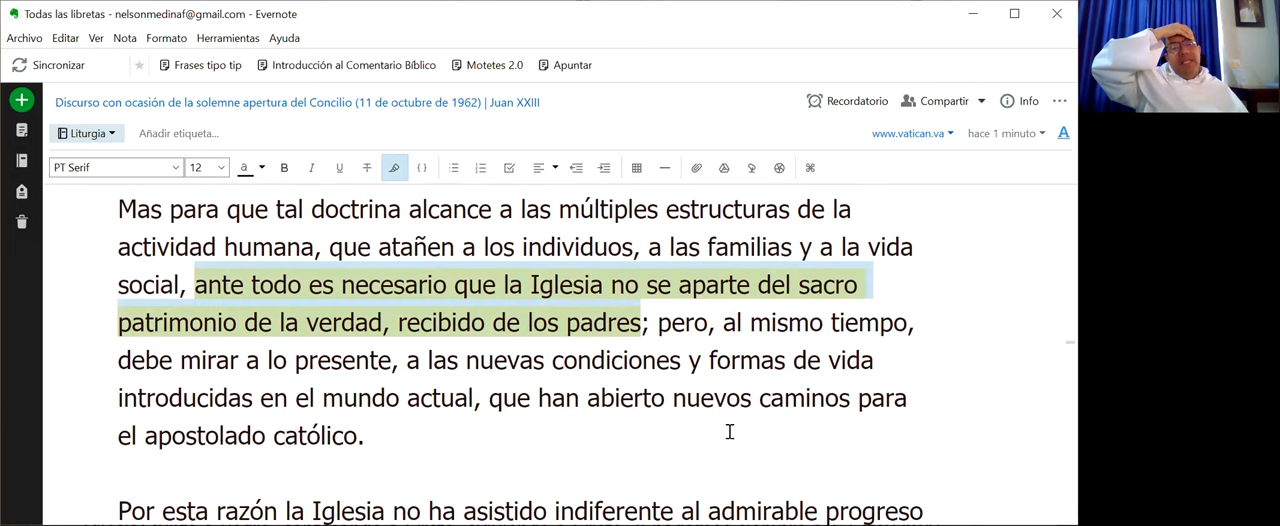 Todas las libretas - nelsonmedinaf@gmail.com - Evernote
Archivo Editar Ver Nota Formato Herramientas Ayuda
Sincronizar Frases tipo tip Introducción al Comentario Bíblico Motetes 2.0 Apuntar
Discurso con ocasión de la solemne apertura del Concilio (11 de octubre de 1962) | Juan XXIII Recordatorio Compartir Info
Liturgia Añadir etiqueta... www.vatican.va hace 1 minuto A
PT Serif 12 a B I U T { }
Mas para que tal doctrina alcance a las múltiples estructuras de la
actividad humana, que atañen a los individuos, a las familias y a la vida
social, ante todo es necesario que la Iglesia no se aparte del sacro
patrimonio de la verdad, recibido de los padres; pero, al mismo tiempo,
debe mirar a lo presente, a las nuevas condiciones y formas de vida
introducidas en el mundo actual, que han abierto nuevos caminos para
el apostolado católico.
Por esta razón la Iglesia no ha asistido indiferente al admirable progreso